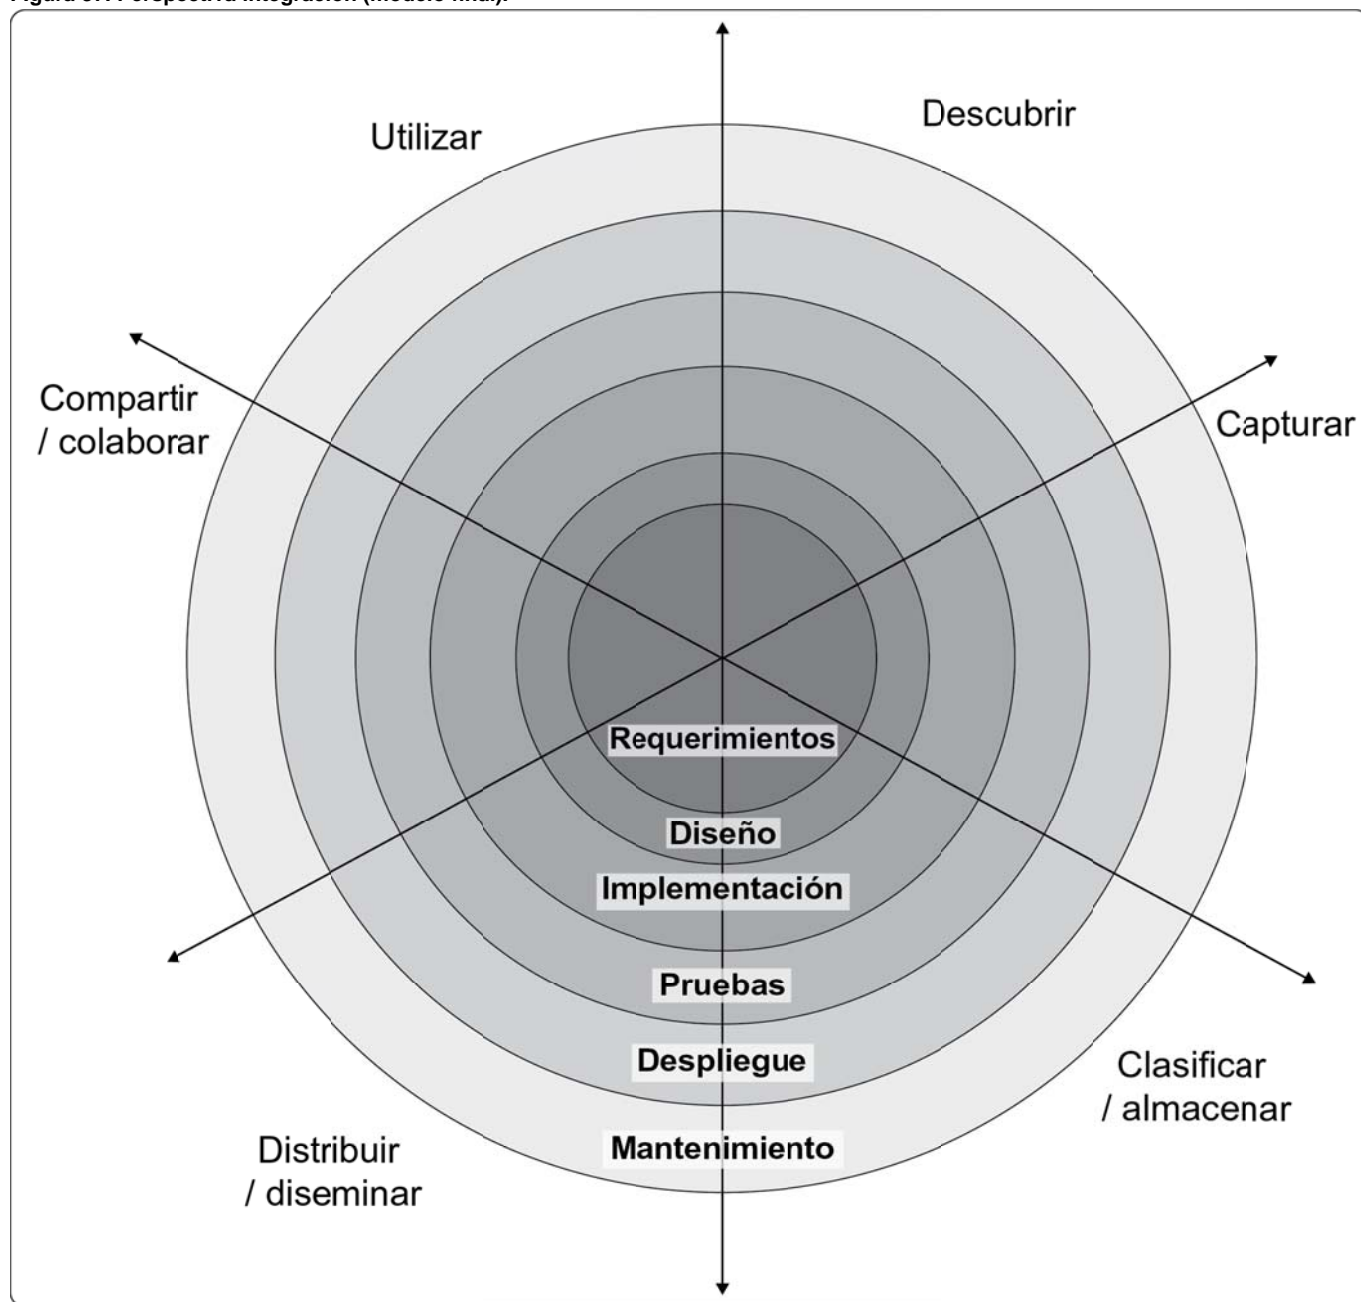 Descubrir
Utilizar
Compartir
/ colaborar
Capturar
Requerimientos
Diseño
Implementación
Pruebas
Despliegue
Clasificar
/ almacenar
Mantenimiento
Distribuir
/ diseminar